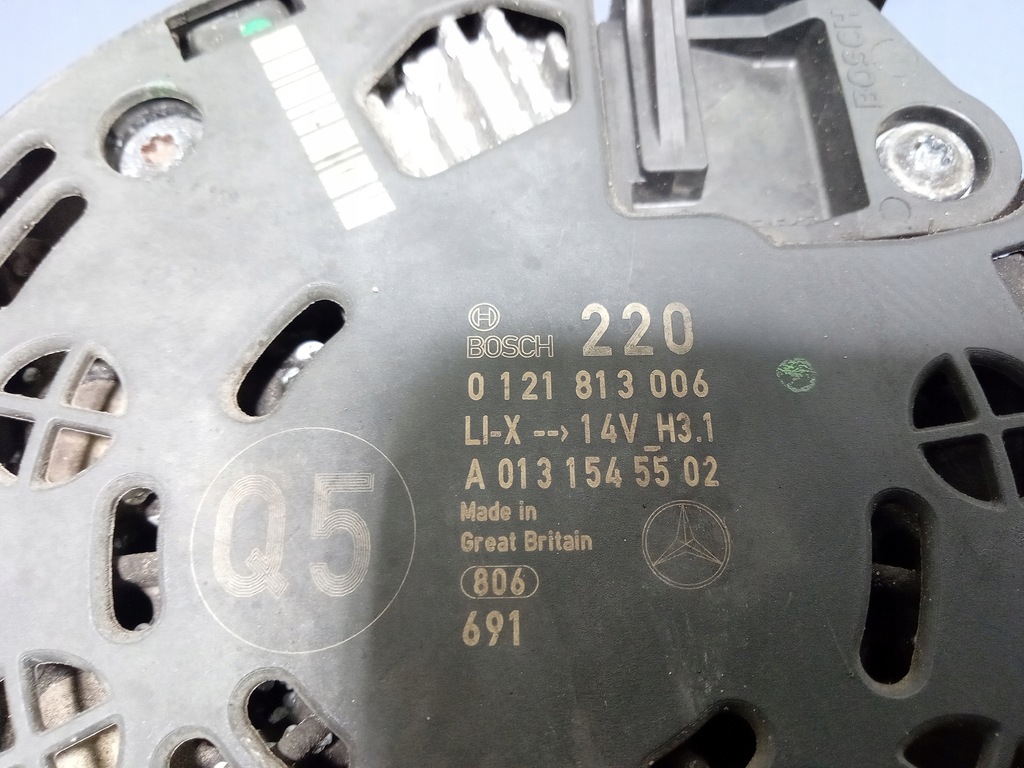 BOSCH
BOSCH 220
0 121 813 006
LI-X --> 14V_H3.1
A 013 154 55 02
Made in
Great Britain
806
691
Q5